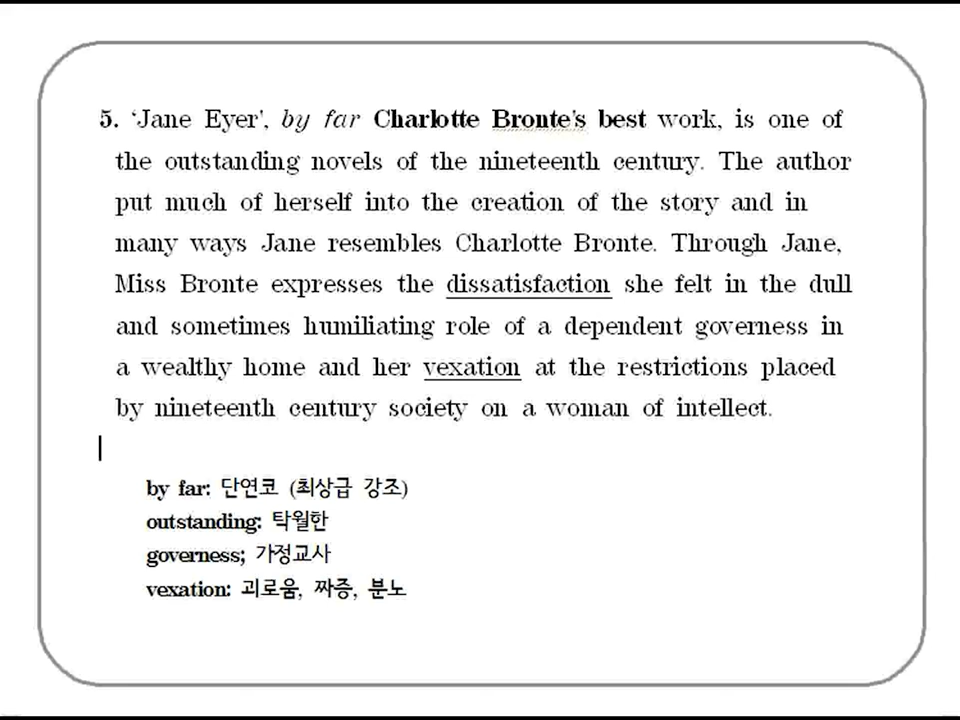 5. ‘Jane Eyer’, by far Charlotte Bronte’s best work, is one of
the outstanding novels of the nineteenth century. The author
put much of herself into the creation of the story and in
many ways Jane resembles Charlotte Bronte. Through Jane,
Miss Bronte expresses the dissatisfaction she felt in the dull
and sometimes humiliating role of a dependent governess in
a wealthy home and her vexation at the restrictions placed
by nineteenth century society on a woman of intellect.
by far: 단연코 (최상급 강조)
outstanding: 탁월한
governess; 가정교사
vexation: 괴로움, 짜증, 분노